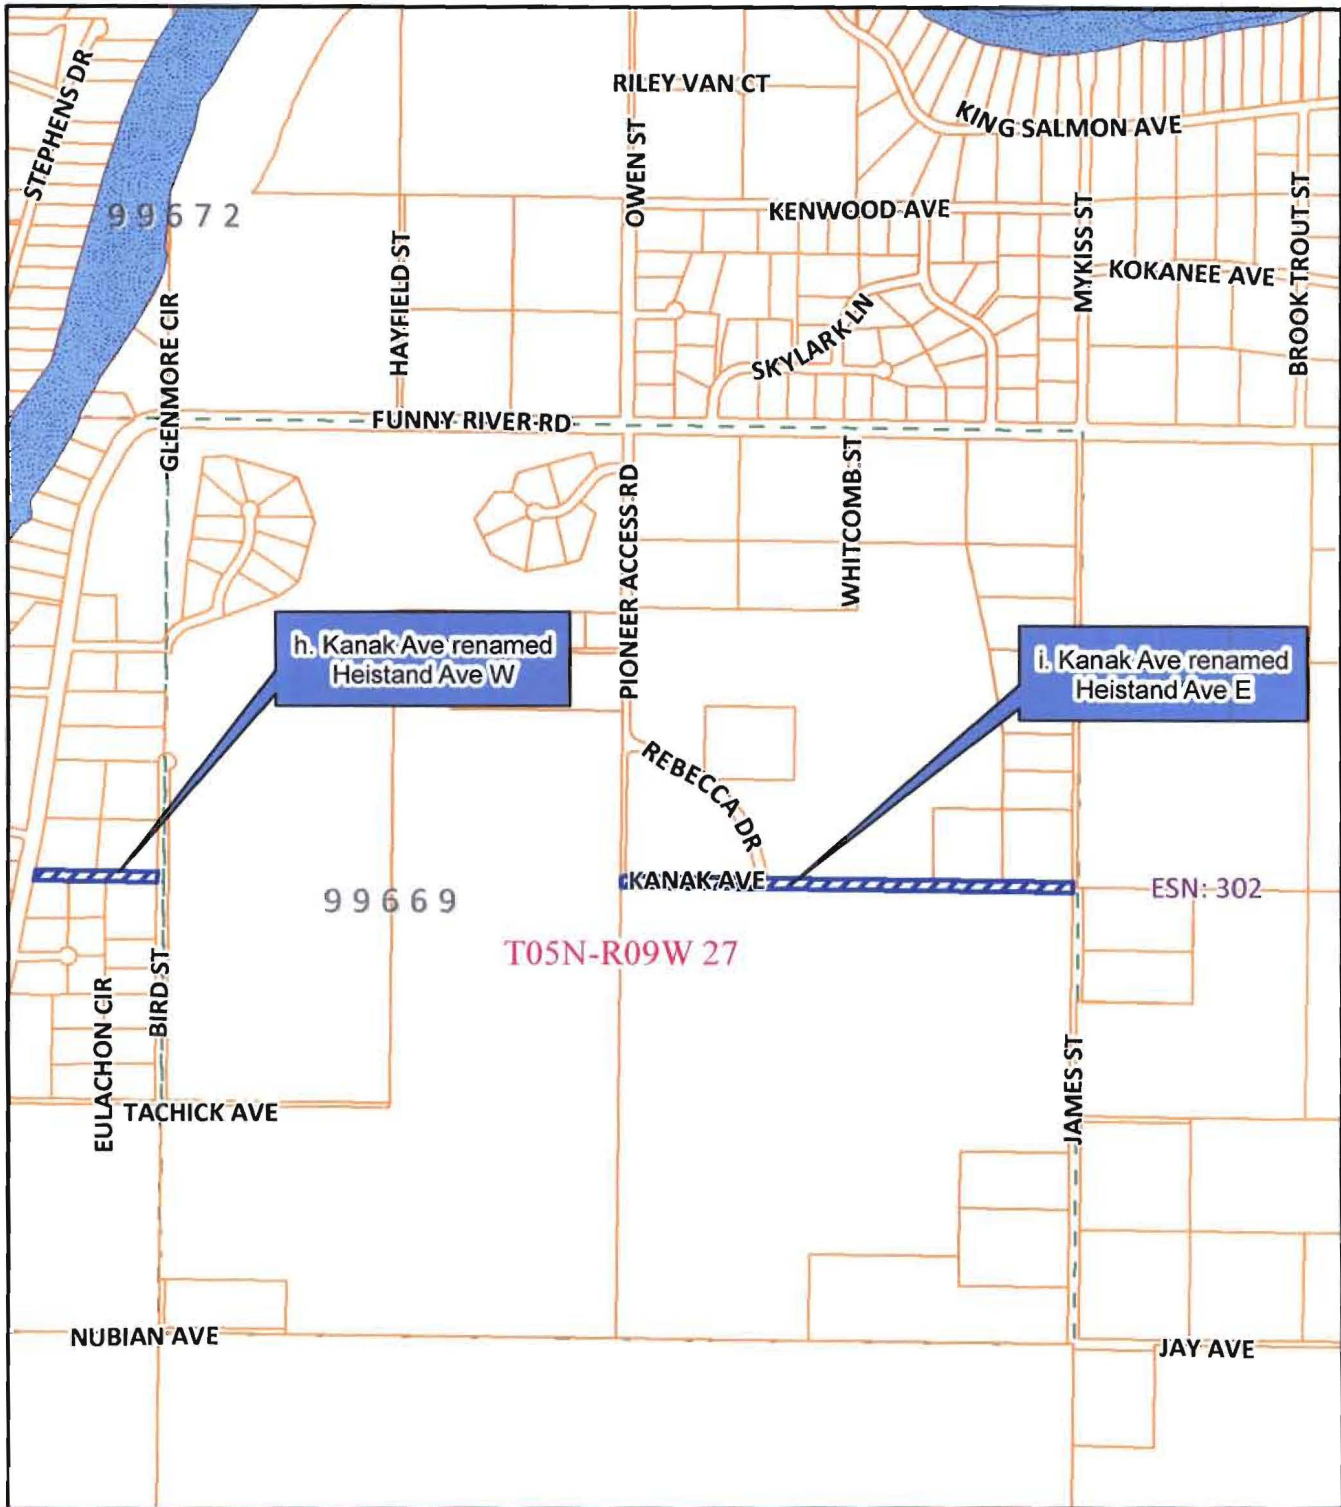 STEPHENS DR
RILEY VAN CT
KING SALMON AVE
OWEN ST
99672
KENWOOD AVE
MYKISS ST
BROOK TROUT ST
HAYFIELD ST
KOKANEE AVE
GLENMORE CIR
SKYLARK LN
FUNNY RIVER RD
PIONEER ACCESS RD
WHITCOMB ST
h. Kanak Ave renamed
Heistand Ave W
i. Kanak Ave renamed
Heistand Ave E
REBECCA DR
KANAK AVE
99669
ESN: 302
T05N-R09W 27
EULACHON CIR
BIRD ST
JAMES ST
TACHICK AVE
NUBIAN AVE
JAY AVE